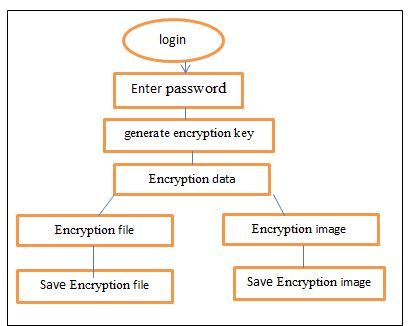 login
Enter password
generate encryption key
Encryption data
Encryption file
Encryption image
Save Encryption file
Save Encryption image